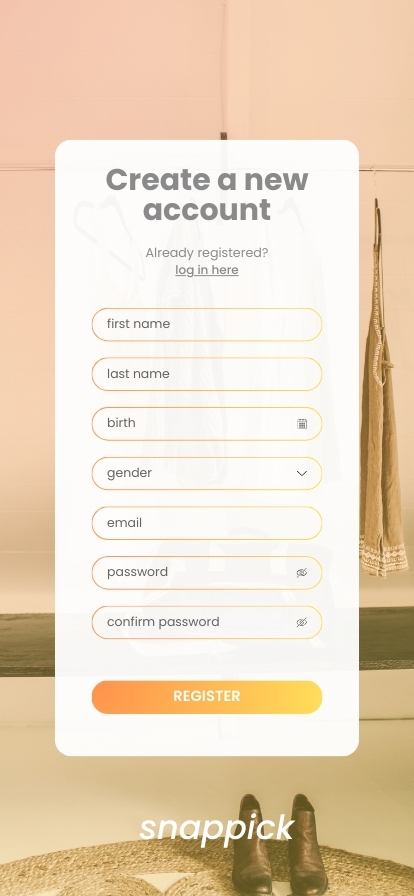 Create a new
account
Already registered?
log in here
first name
last name
birth
gender
email
password
confirm password
REGISTER
snappick